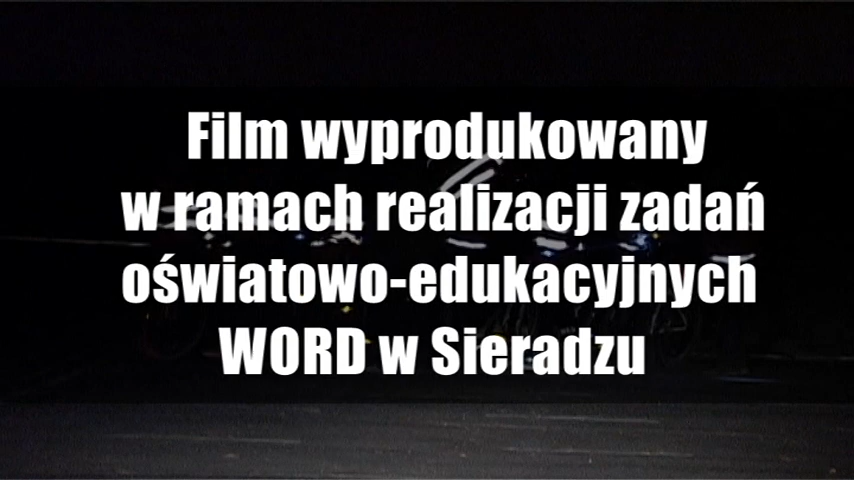 Film wyprodukowany
w ramach realizacji zadań
oświatowo-edukacyjnych
WORD w Sieradzu